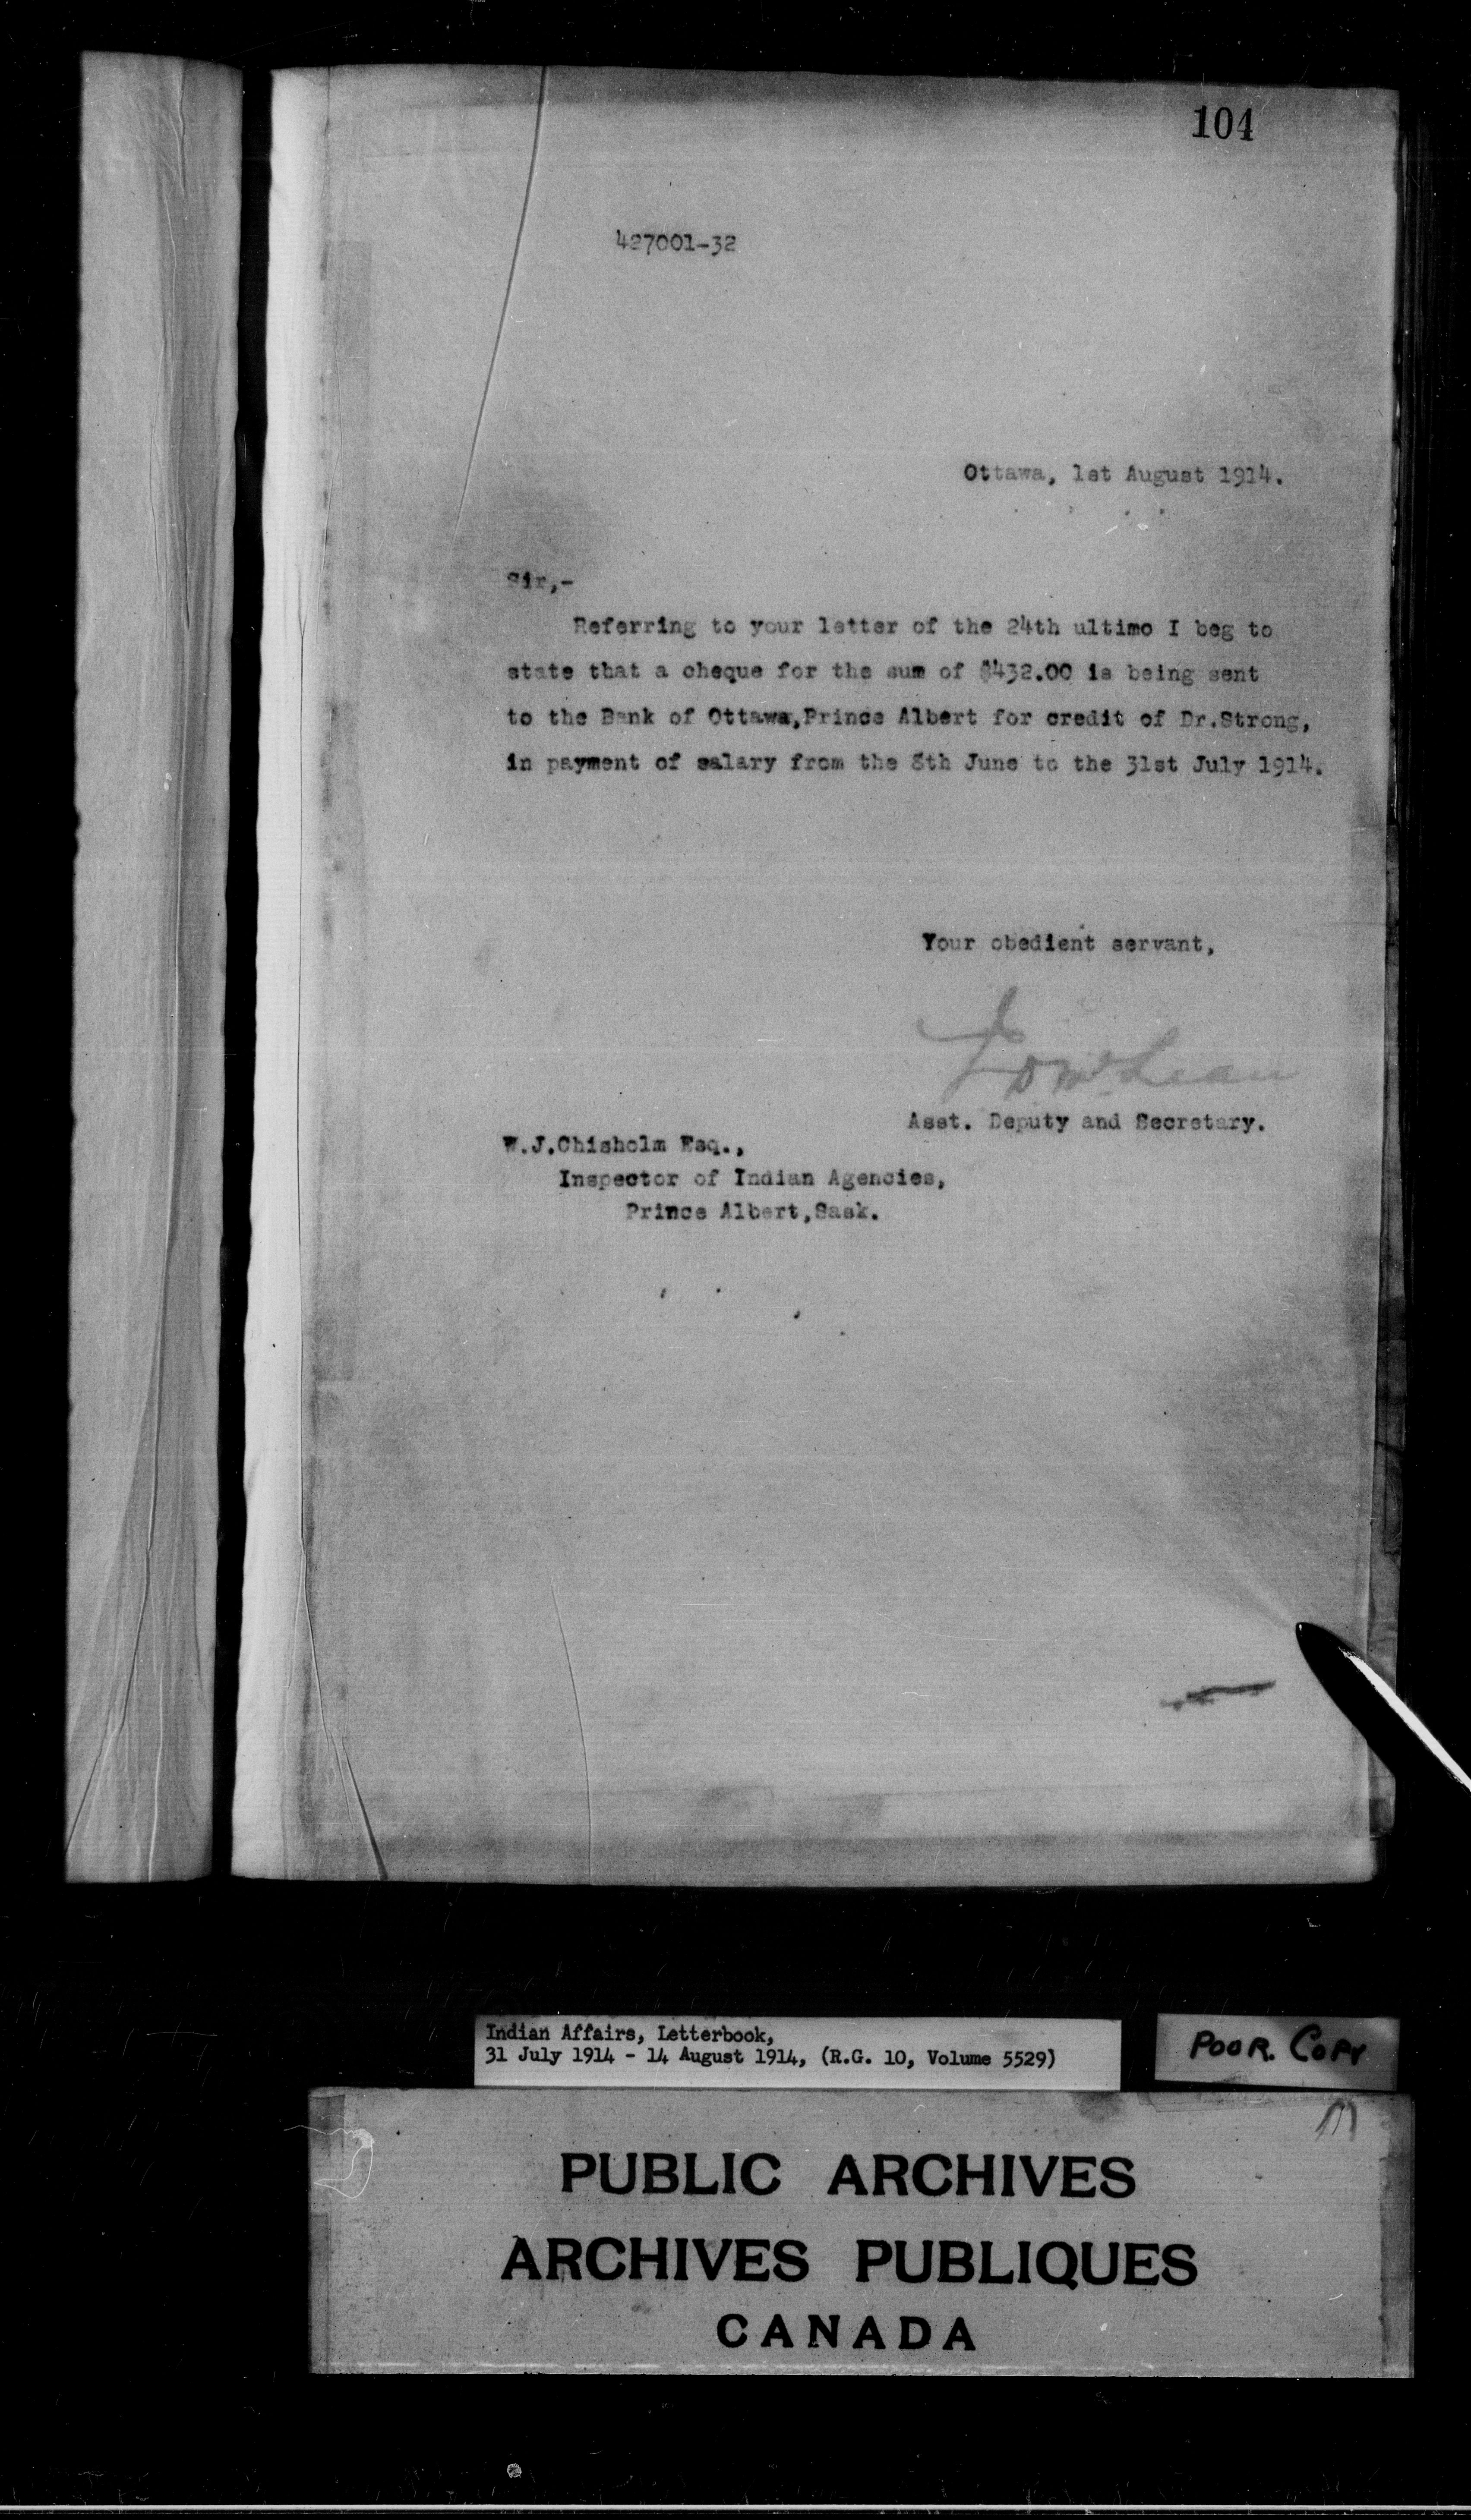 104
427001-32
Ottawa, 1st August 1914.
Sir,-
Referring to your letter of the 24th ultimo I beg to
state that a cheque for the sum of $432.00 is being sent
to the Bank of Ottawa,Prince Albert for credit of Dr.Strong,
in payment of salary from the 8th June to the 31st July 1914.
Your obedient servant,
J D McLean
Asst. Deputy and Secretary.
W.J.Chisholm Esq.,
Inspector of Indian Agencies,
Prince Albert,Sask.
Indian Affairs, Letterbook,
31 July 1914 - 14 August 1914, (R.G. 10, Volume 5529)
POOR. COPY
PUBLIC ARCHIVES
ARCHIVES PUBLIQUES
CANADA